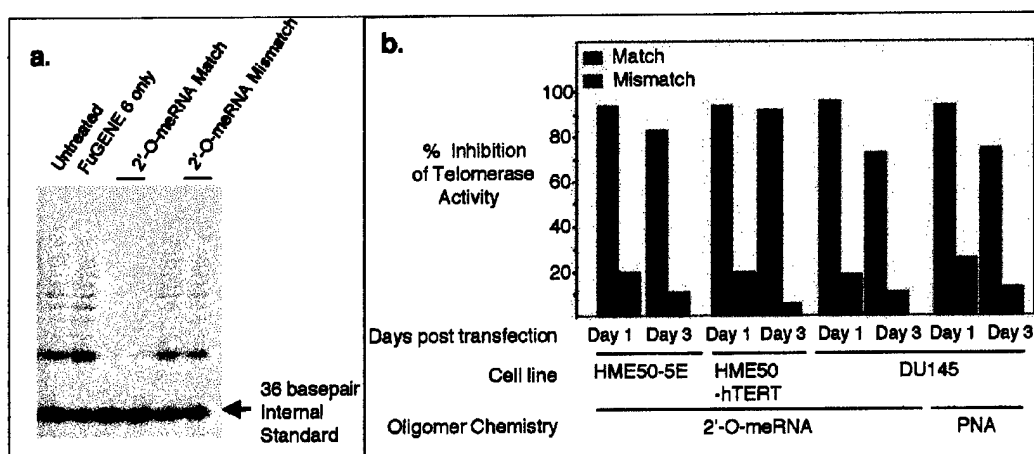 a.
Untreated
FuGENE 6 only
2'-O-meRNA Match
2'-O-meRNA Mismatch
36 basepair
Internal
Standard
b.
Match
Mismatch
% Inhibition
of Telomerase
Activity
100
80
60
40
20
Days post transfection
Day 1 Day 3 Day 1 Day 3 Day 1 Day 3 Day 1 Day 3
Cell line
HME50-5E
HME50
-hTERT
DU145
Oligomer Chemistry
2'-O-meRNA
PNA